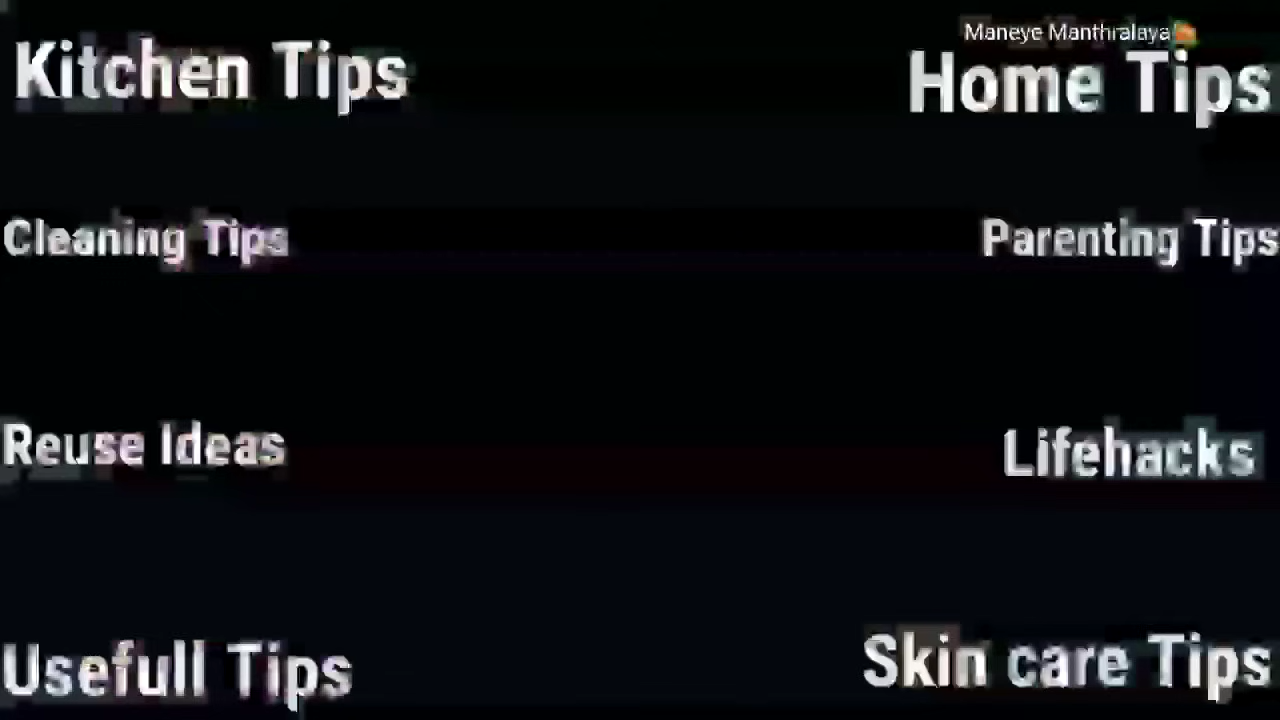 Maneye Manthralaya
Kitchen Tips
Home Tips
Cleaning Tips
Parenting Tips
Reuse Ideas
Lifehacks
Usefull Tips
Skin care Tips